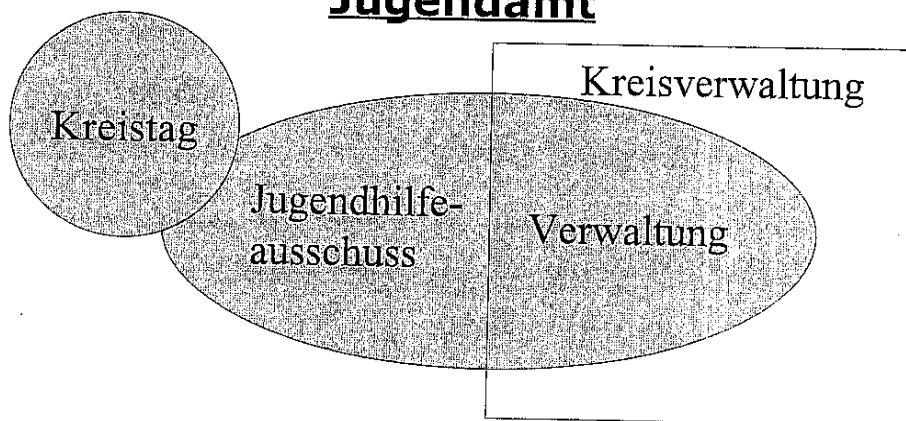 Jugendamt
Kreisverwaltung
Kreistag
Jugendhilfe-
ausschuss
Verwaltung